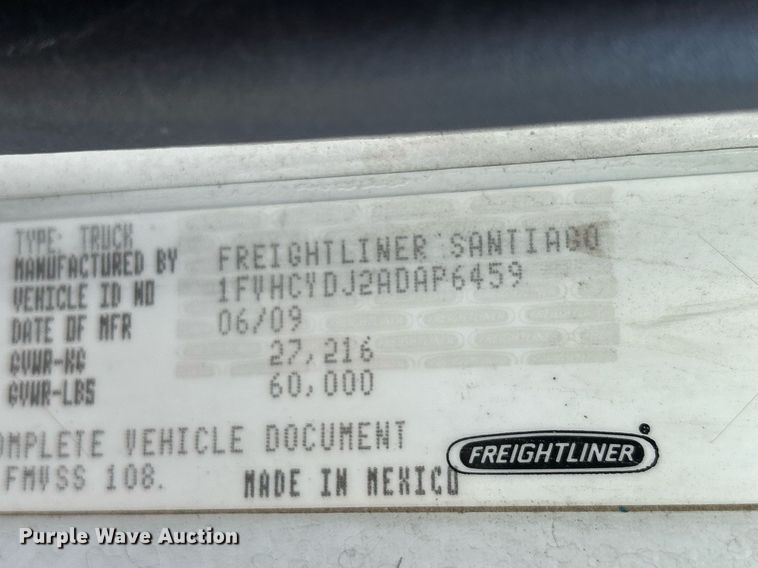 TYPE: TRUCK
MANUFACTURED BY FREIGHTLINER SANTIAGO
VEHICLE ID NO 1FVHCYDJ2ADAP6459
DATE OF MFR 06/09
GVWR-KG 27,216
GVWR-LBS 60,000
OMPLETE VEHICLE DOCUMENT
FMVSS 108. MADE IN MEXICO
FREIGHTLINER
Purple Wave Auction